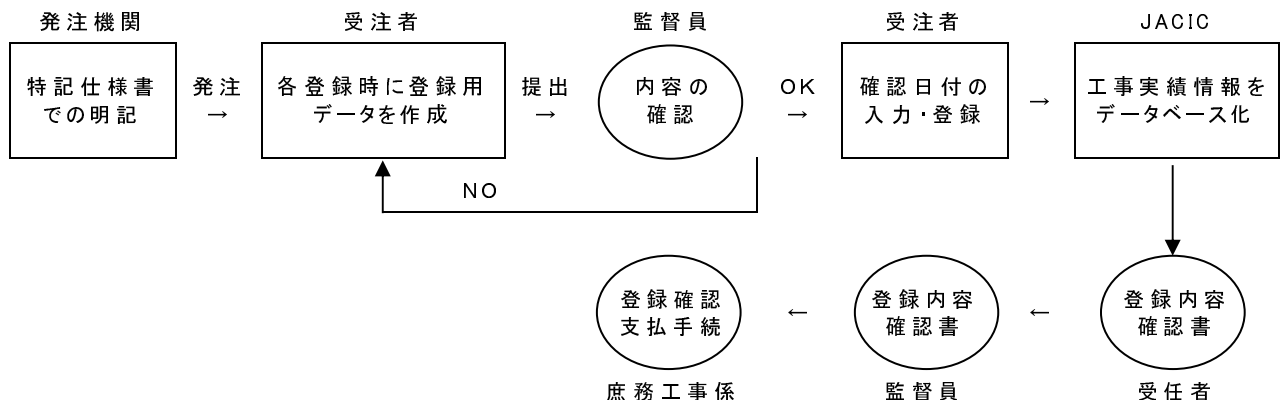 発注機関
受注者
監督員
受注者
JACIC
特記仕様書
での明記
発注
→
各登録時に登録用
データを作成
提出
→
内容の
確認
OK
→
確認日付の
入力・登録
→
工事実績情報を
データベース化
NO
登録確認
支払手続
←
登録内容
確認書
←
登録内容
確認書
庶務工事係
監督員
受任者